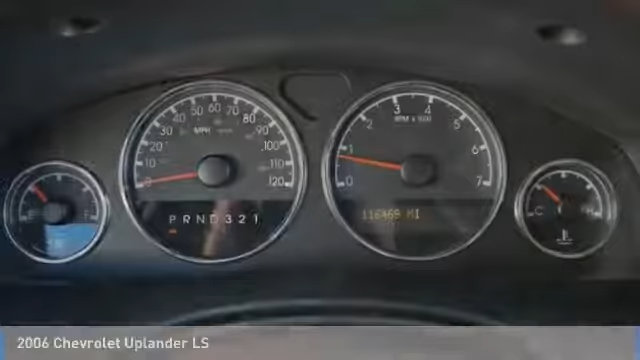 0 10 20 30 40 50 60 70 80 90 100 110 120
MPH
P R N D 3 2 1
0 1 2 3 4 5 6 7
RPM X 1000
116469 MI
E F
C H
2006 Chevrolet Uplander LS